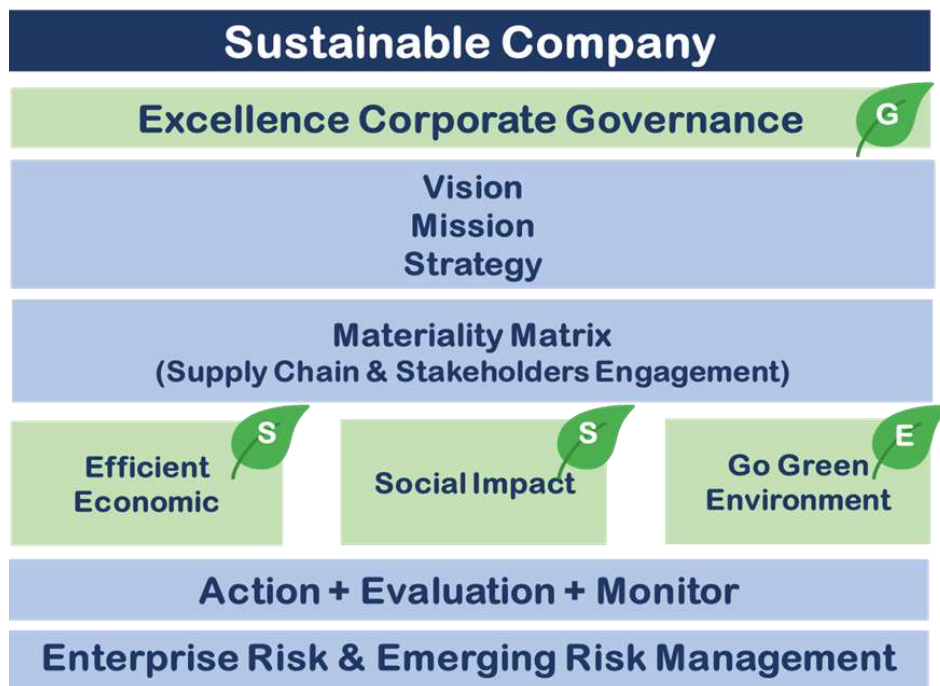 Sustainable Company
Excellence Corporate Governance
G
Vision
Mission
Strategy
Materiality Matrix
(Supply Chain & Stakeholders Engagement)
S
Efficient
Economic
S
Social Impact
E
Go Green
Environment
Action + Evaluation + Monitor
Enterprise Risk & Emerging Risk Management